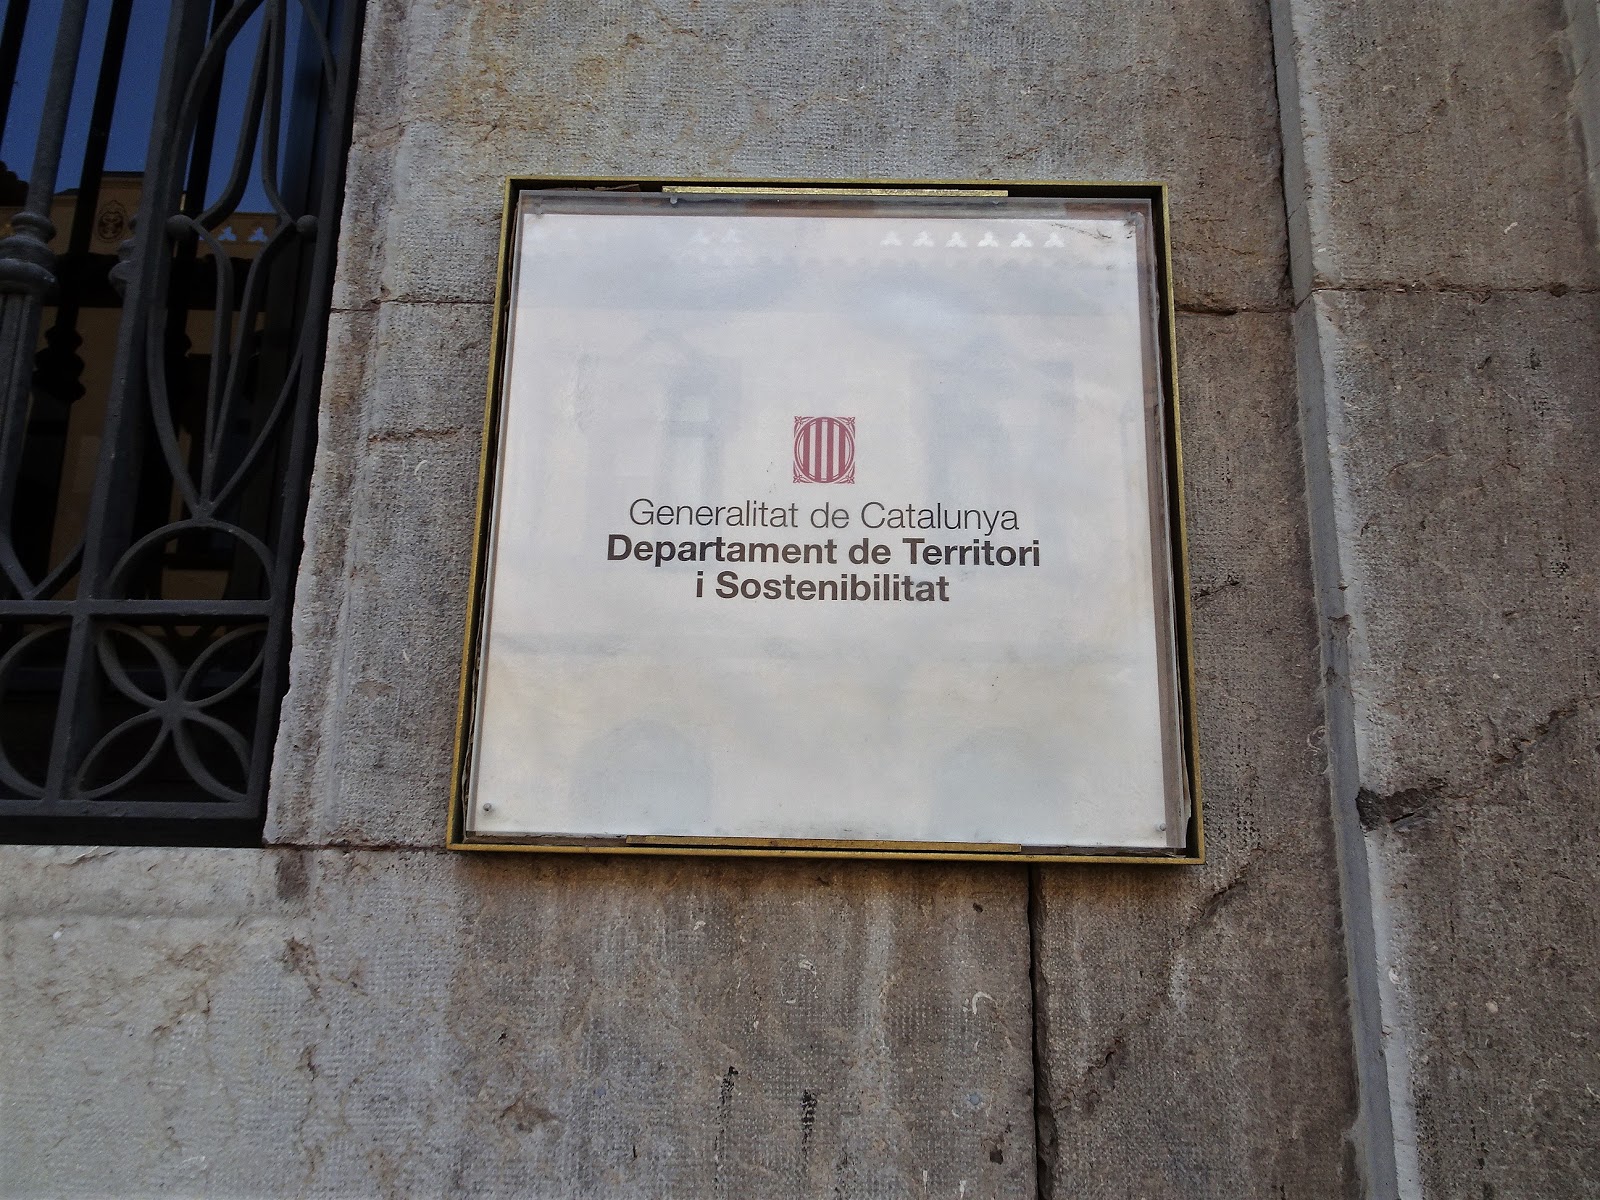 Generalitat de Catalunya
Departament de Territori
i Sostenibilitat